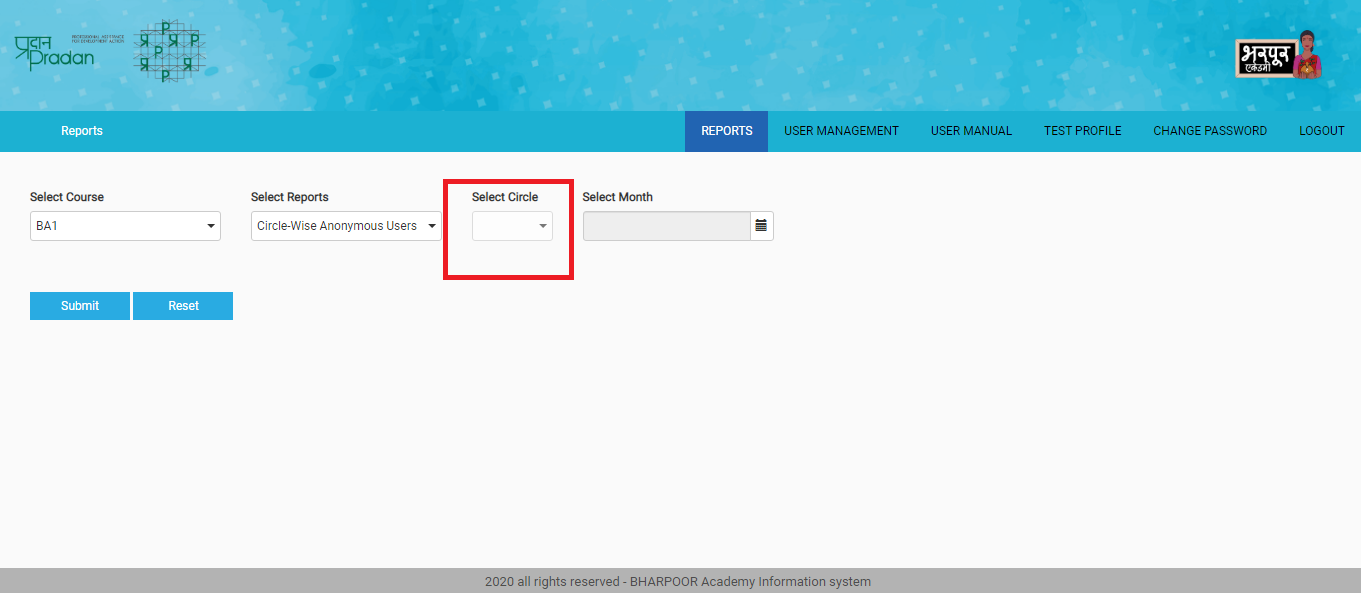 प्रदान
PROFESSIONAL ASSISTANCE
FOR DEVELOPMENT ACTION
Pradan
भरपूर
एकेडमी
Reports
REPORTS
USER MANAGEMENT
USER MANUAL
TEST PROFILE
CHANGE PASSWORD
LOGOUT
Select Course
Select Reports
Select Circle
Select Month
BA1
Circle-Wise Anonymous Users
Submit
Reset
2020 all rights reserved - BHARPOOR Academy Information system